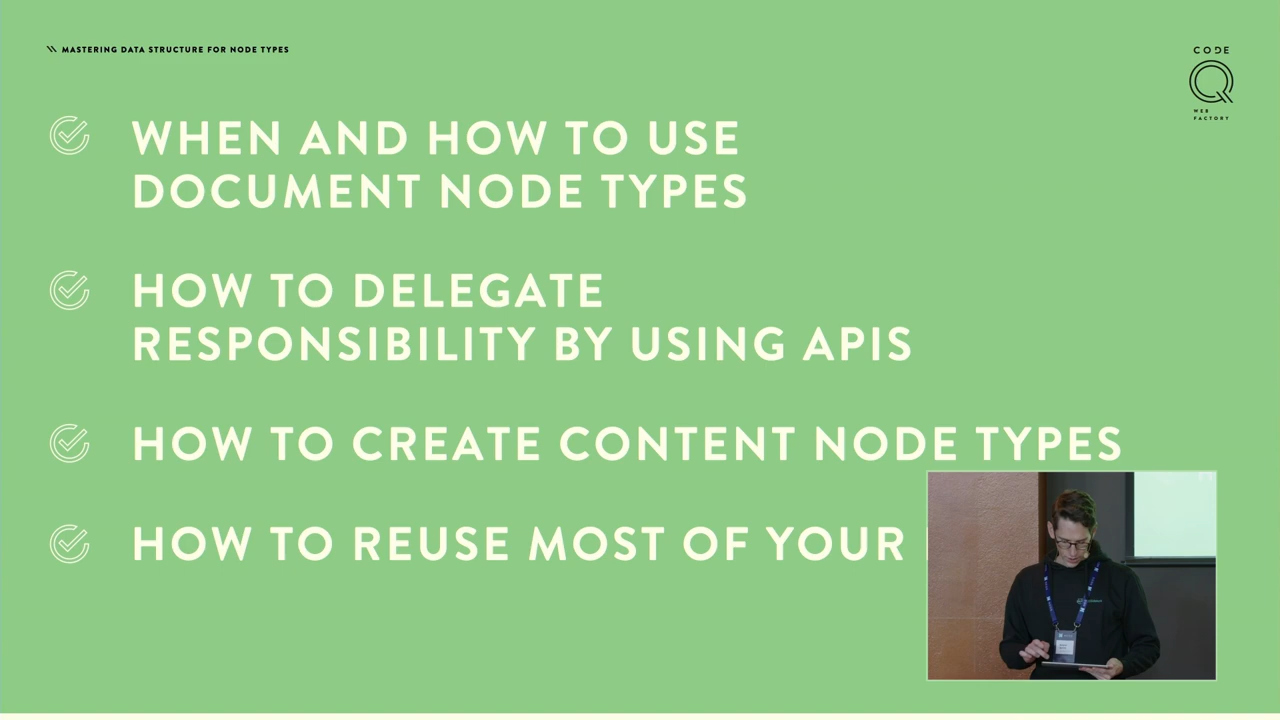 \\ MASTERING DATA STRUCTURE FOR NODE TYPES
CODE
Q
WEB
FACTORY
WHEN AND HOW TO USE
DOCUMENT NODE TYPES
HOW TO DELEGATE
RESPONSIBILITY BY USING APIS
HOW TO CREATE CONTENT NODE TYPES
HOW TO REUSE MOST OF YOUR